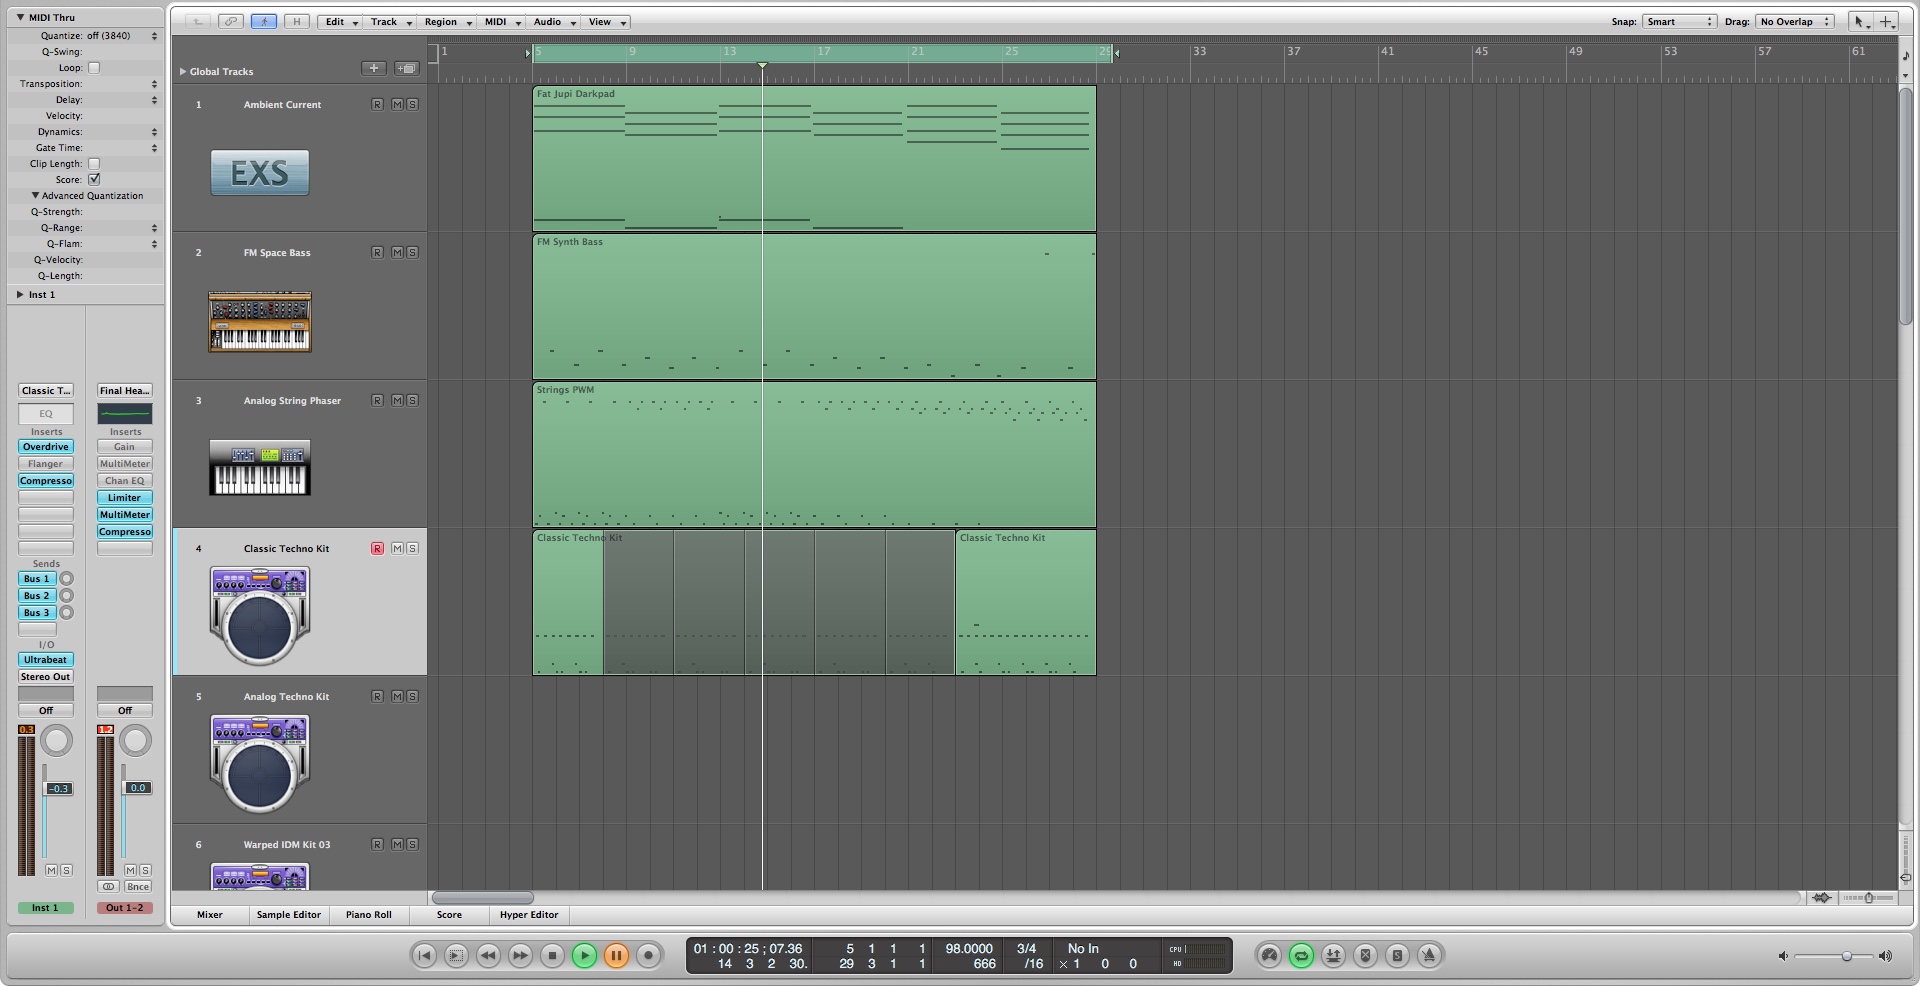 MIDI Thru
Quantize: off (3840)
Q-Swing:
Loop:
Transposition:
Delay:
Velocity:
Dynamics:
Gate Time:
Clip Length:
Score:
Advanced Quantization
Q-Strength:
Q-Range:
Q-Flam:
Q-Velocity:
Q-Length:
Inst 1
Classic T... Final Hea...
EQ
Inserts Inserts
Overdrive Gain
Flanger MultiMeter
Compresso Chan EQ
Limiter
MultiMeter
Compresso
Sends
Bus 1
Bus 2
Bus 3
I/O
Ultrabeat
Stereo Out
Off Off
0.3 1.2
-0.3 0.0
M S M S
Bnce
Inst 1 Out 1-2
H Edit Track Region MIDI Audio View Snap: Smart Drag: No Overlap
1 5 9 13 17 21 25 29 33 37 41 45 49 53 57 61
Global Tracks
1 Ambient Current R M S
EXS
Fat Jupi Darkpad
2 FM Space Bass R M S
FM Synth Bass
3 Analog String Phaser R M S
Strings PWM
4 Classic Techno Kit R M S
Classic Techno Kit Classic Techno Kit
5 Analog Techno Kit R M S
6 Warped IDM Kit 03 R M S
Mixer Sample Editor Piano Roll Score Hyper Editor
01 : 00 : 25 ; 07.36 5 1 1 1 98.0000 3/4 No In CPU
14 3 2 30. 29 3 1 1 666 /16 × 1 0 0 HD
S